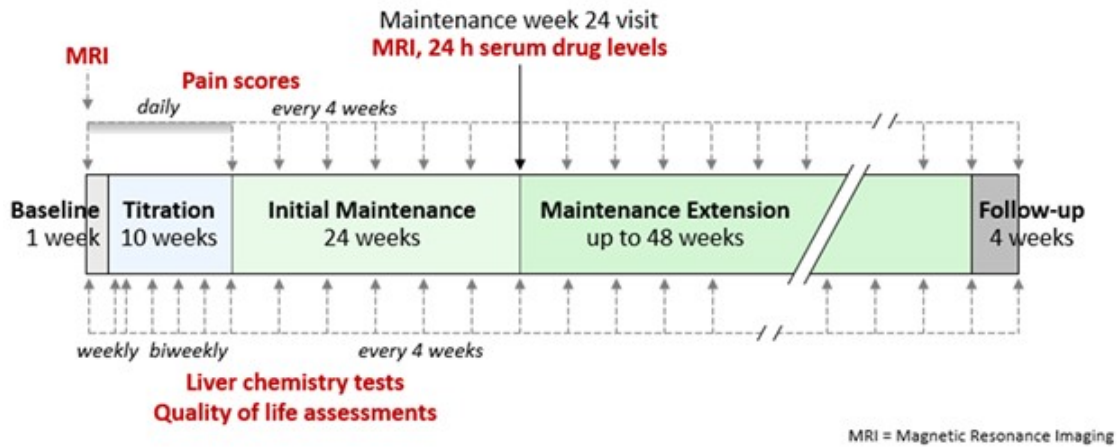 Maintenance week 24 visit
MRI, 24 h serum drug levels
MRI
Pain scores
daily
every 4 weeks
Baseline
1 week
Titration
10 weeks
Initial Maintenance
24 weeks
Maintenance Extension
up to 48 weeks
Follow-up
4 weeks
weekly
biweekly
every 4 weeks
Liver chemistry tests
Quality of life assessments
MRI = Magnetic Resonance Imaging